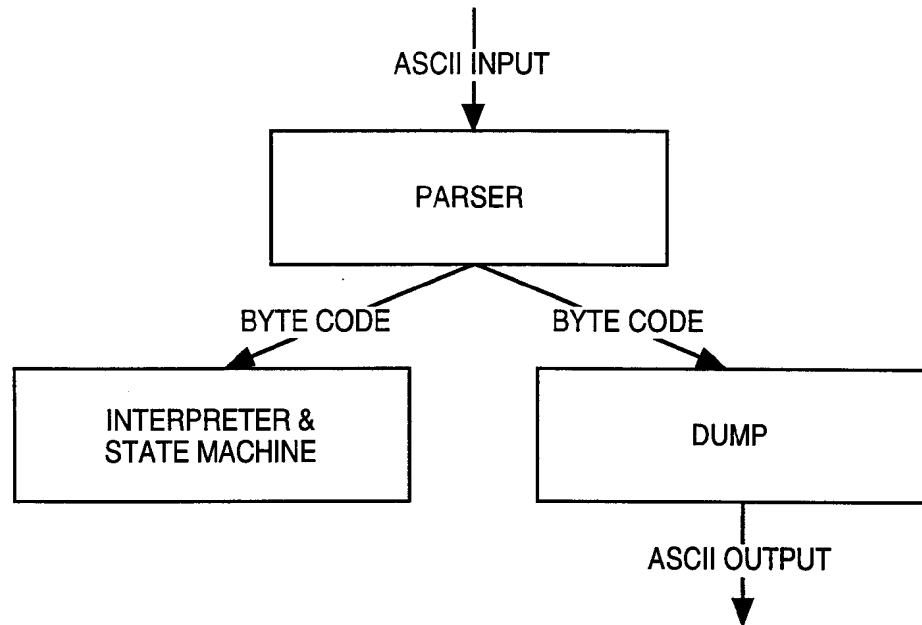 ASCII INPUT
PARSER
BYTE CODE
BYTE CODE
INTERPRETER &
STATE MACHINE
DUMP
ASCII OUTPUT